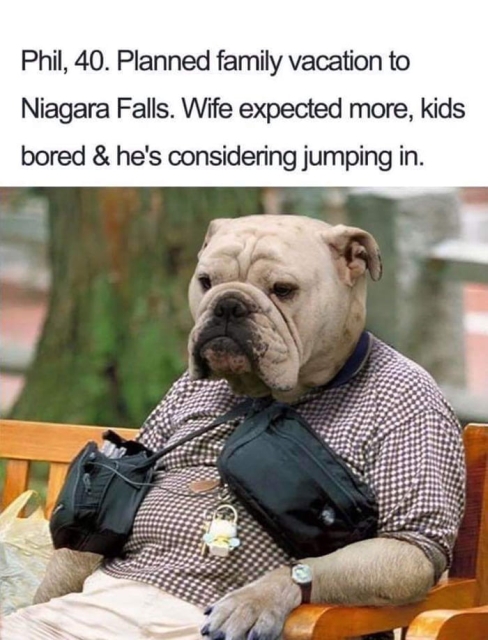 Phil, 40. Planned family vacation to
Niagara Falls. Wife expected more, kids
bored & he's considering jumping in.